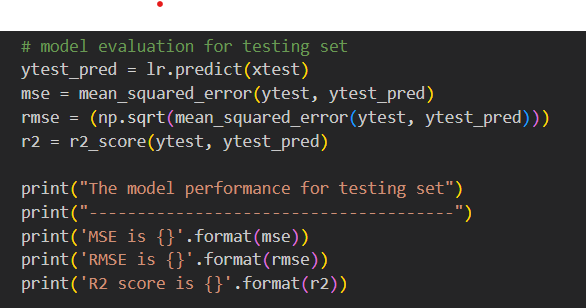 # model evaluation for testing set
ytest_pred = lr.predict(xtest)
mse = mean_squared_error(ytest, ytest_pred)
rmse = (np.sqrt(mean_squared_error(ytest, ytest_pred)))
r2 = r2_score(ytest, ytest_pred)
print("The model performance for testing set")
print("--------------------------------------")
print('MSE is {}'.format(mse))
print('RMSE is {}'.format(rmse))
print('R2 score is {}'.format(r2))